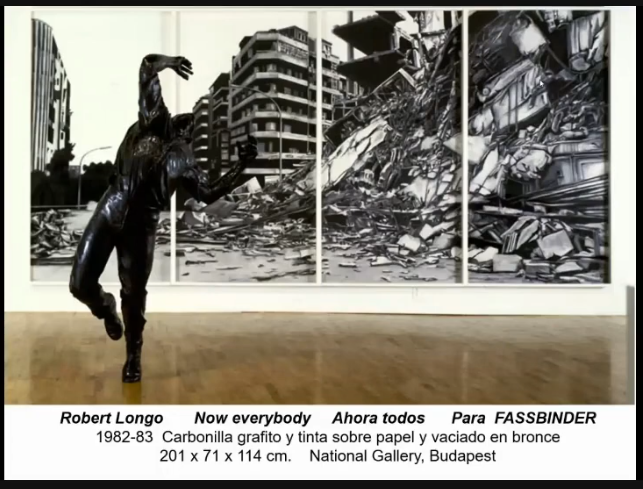 Robert Longo Now everybody Ahora todos Para FASSBINDER
1982-83 Carbonilla grafito y tinta sobre papel y vaciado en bronce
201 x 71 x 114 cm. National Gallery, Budapest